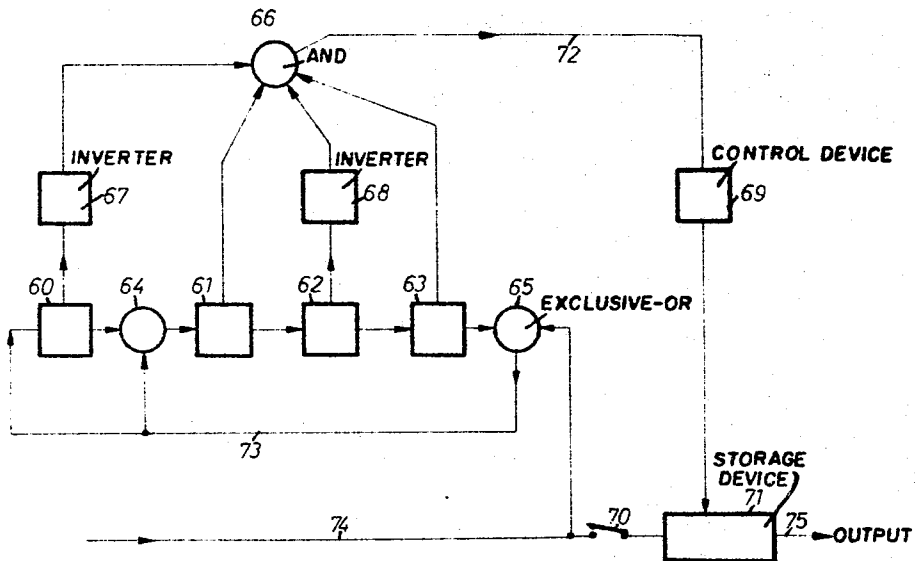 66
AND
72
INVERTER
67
INVERTER
68
CONTROL DEVICE
69
60
64
61
62
63
65
EXCLUSIVE-OR
73
STORAGE
DEVICE
71
74
70
75
OUTPUT